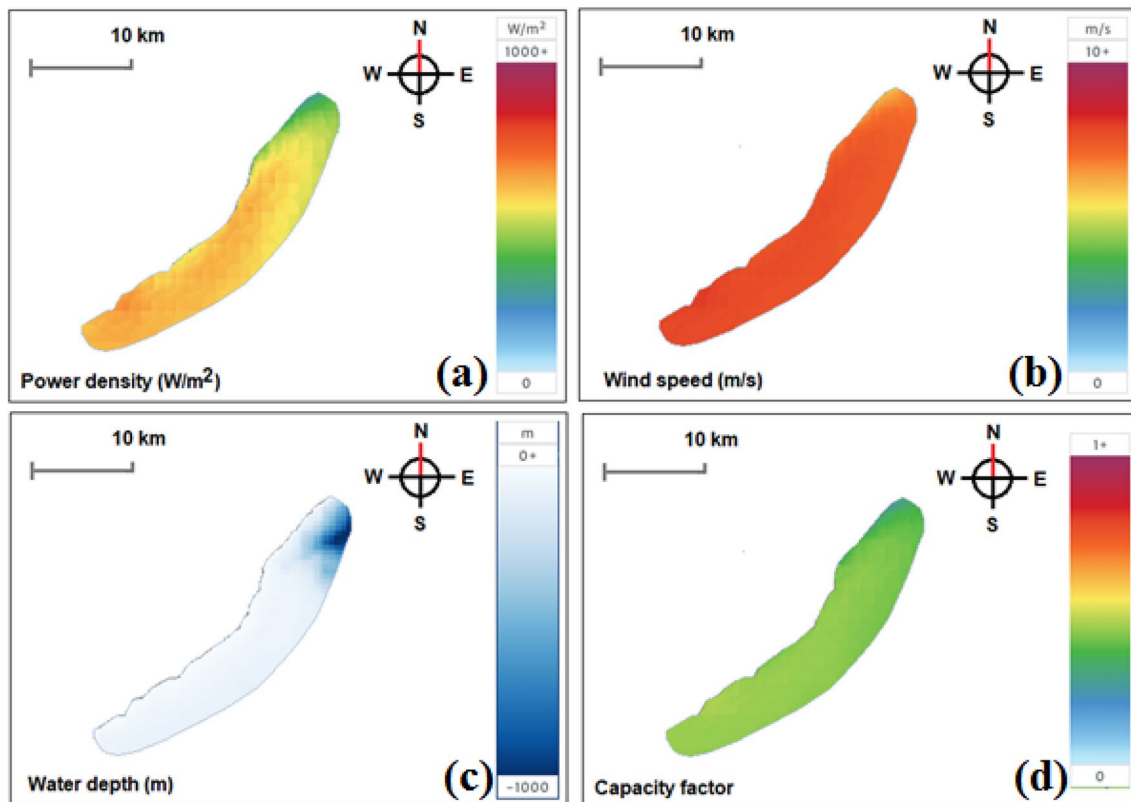 W/m²
10 km
N
1000+
W
E
S
0
Power density (W/m²)
(a)
m/s
10 km
N
10+
W
E
S
0
Wind speed (m/s)
(b)
m
10 km
N
0+
W
E
S
-1000
Water depth (m)
(c)
10 km
N
1+
W
E
S
0
Capacity factor
(d)